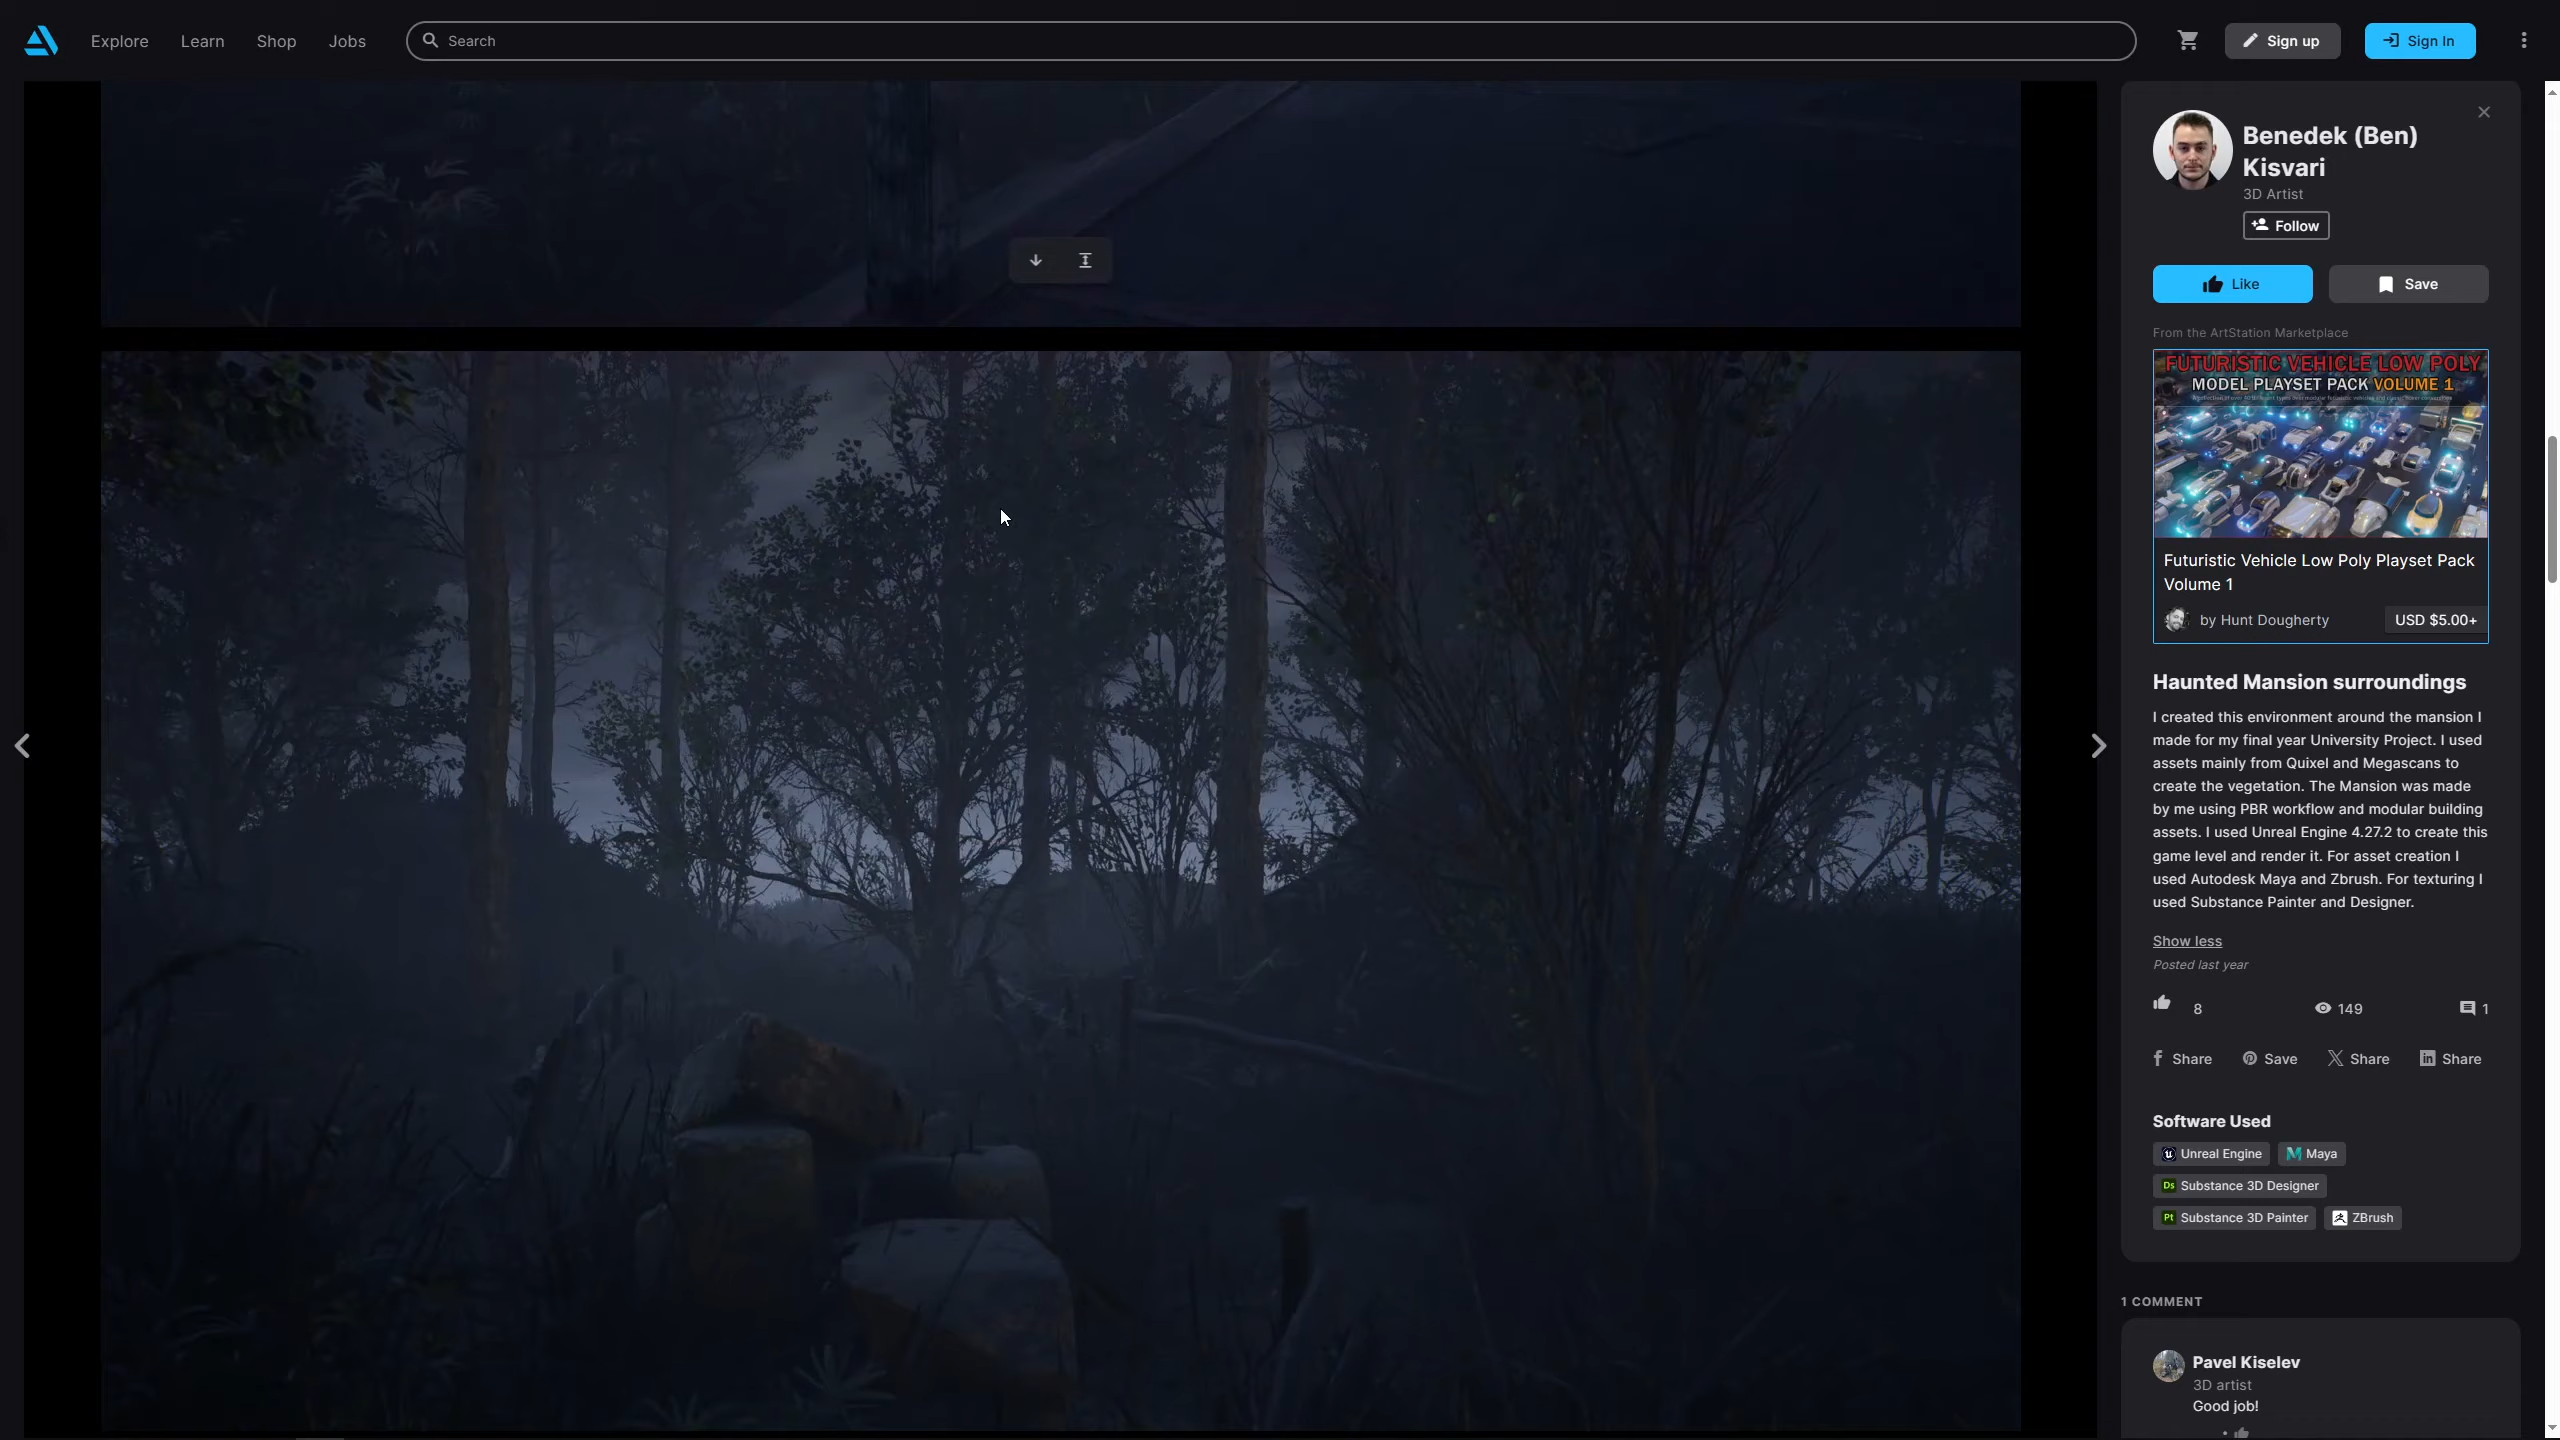 Explore
Learn
Shop
Jobs
Search
Sign up
Sign In
Benedek (Ben)
Kisvari
3D Artist
Follow
Like
Save
From the ArtStation Marketplace
FUTURISTIC VEHICLE LOW POLY
MODEL PLAYSET PACK VOLUME 1
Futuristic Vehicle Low Poly Playset Pack
Volume 1
by Hunt Dougherty
USD $5.00+
Haunted Mansion surroundings
I created this environment around the mansion I
made for my final year University Project. I used
assets mainly from Quixel and Megascans to
create the vegetation. The Mansion was made
by me using PBR workflow and modular building
assets. I used Unreal Engine 4.27.2 to create this
game level and render it. For asset creation I
used Autodesk Maya and Zbrush. For texturing I
used Substance Painter and Designer.
Show less
Posted last year
8
149
1
Share
Save
Share
Share
Software Used
Unreal Engine
Maya
Ds Substance 3D Designer
Pt Substance 3D Painter
ZBrush
1 COMMENT
Pavel Kiselev
3D artist
Good job!